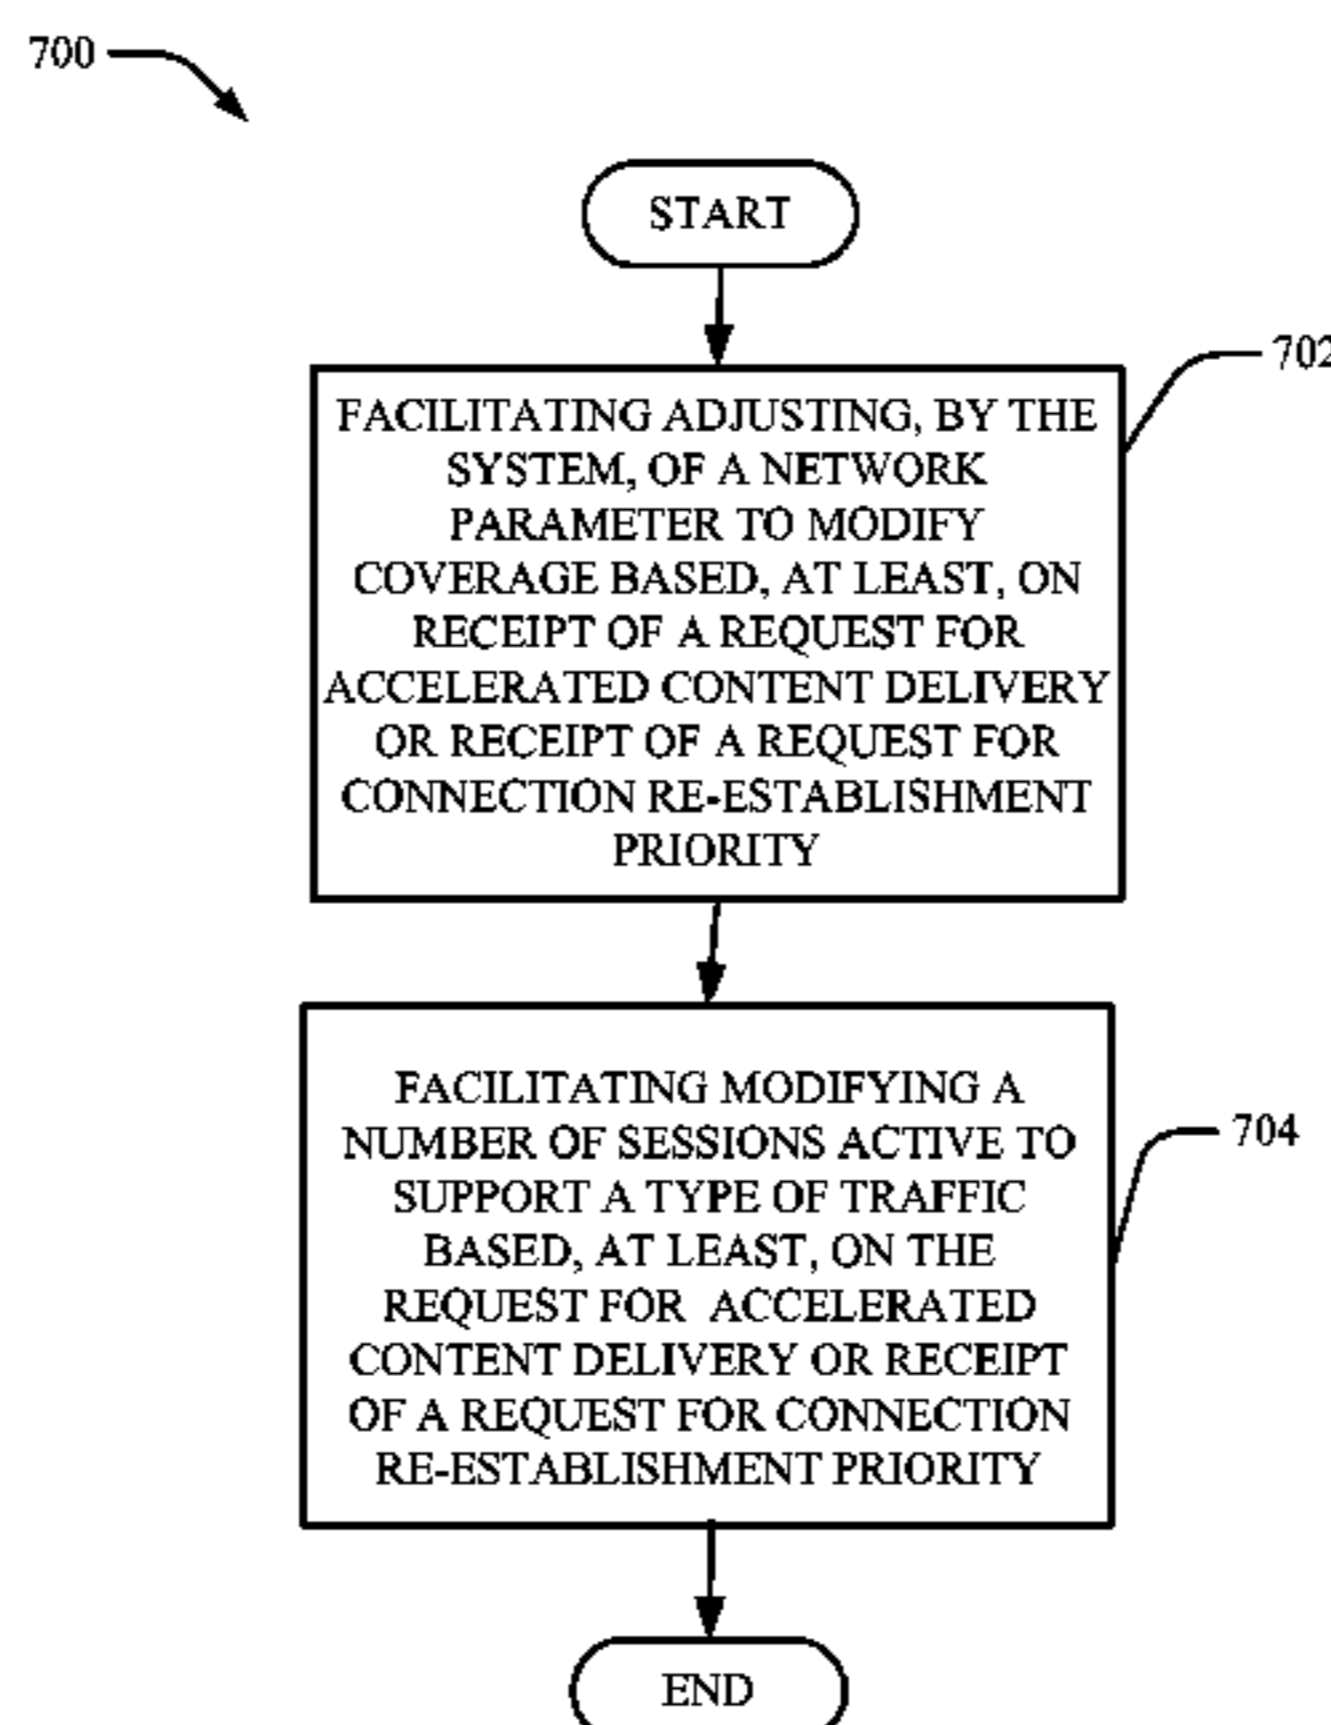 700
START
702
FACILITATING ADJUSTING, BY THE
SYSTEM, OF A NETWORK
PARAMETER TO MODIFY
COVERAGE BASED, AT LEAST, ON
RECEIPT OF A REQUEST FOR
ACCELERATED CONTENT DELIVERY
OR RECEIPT OF A REQUEST FOR
CONNECTION RE-ESTABLISHMENT
PRIORITY
FACILITATING MODIFYING A
NUMBER OF SESSIONS ACTIVE TO
704
SUPPORT A TYPE OF TRAFFIC
BASED, AT LEAST, ON THE
REQUEST FOR ACCELERATED
CONTENT DELIVERY OR RECEIPT
OF A REQUEST FOR CONNECTION
RE-ESTABLISHMENT PRIORITY
END